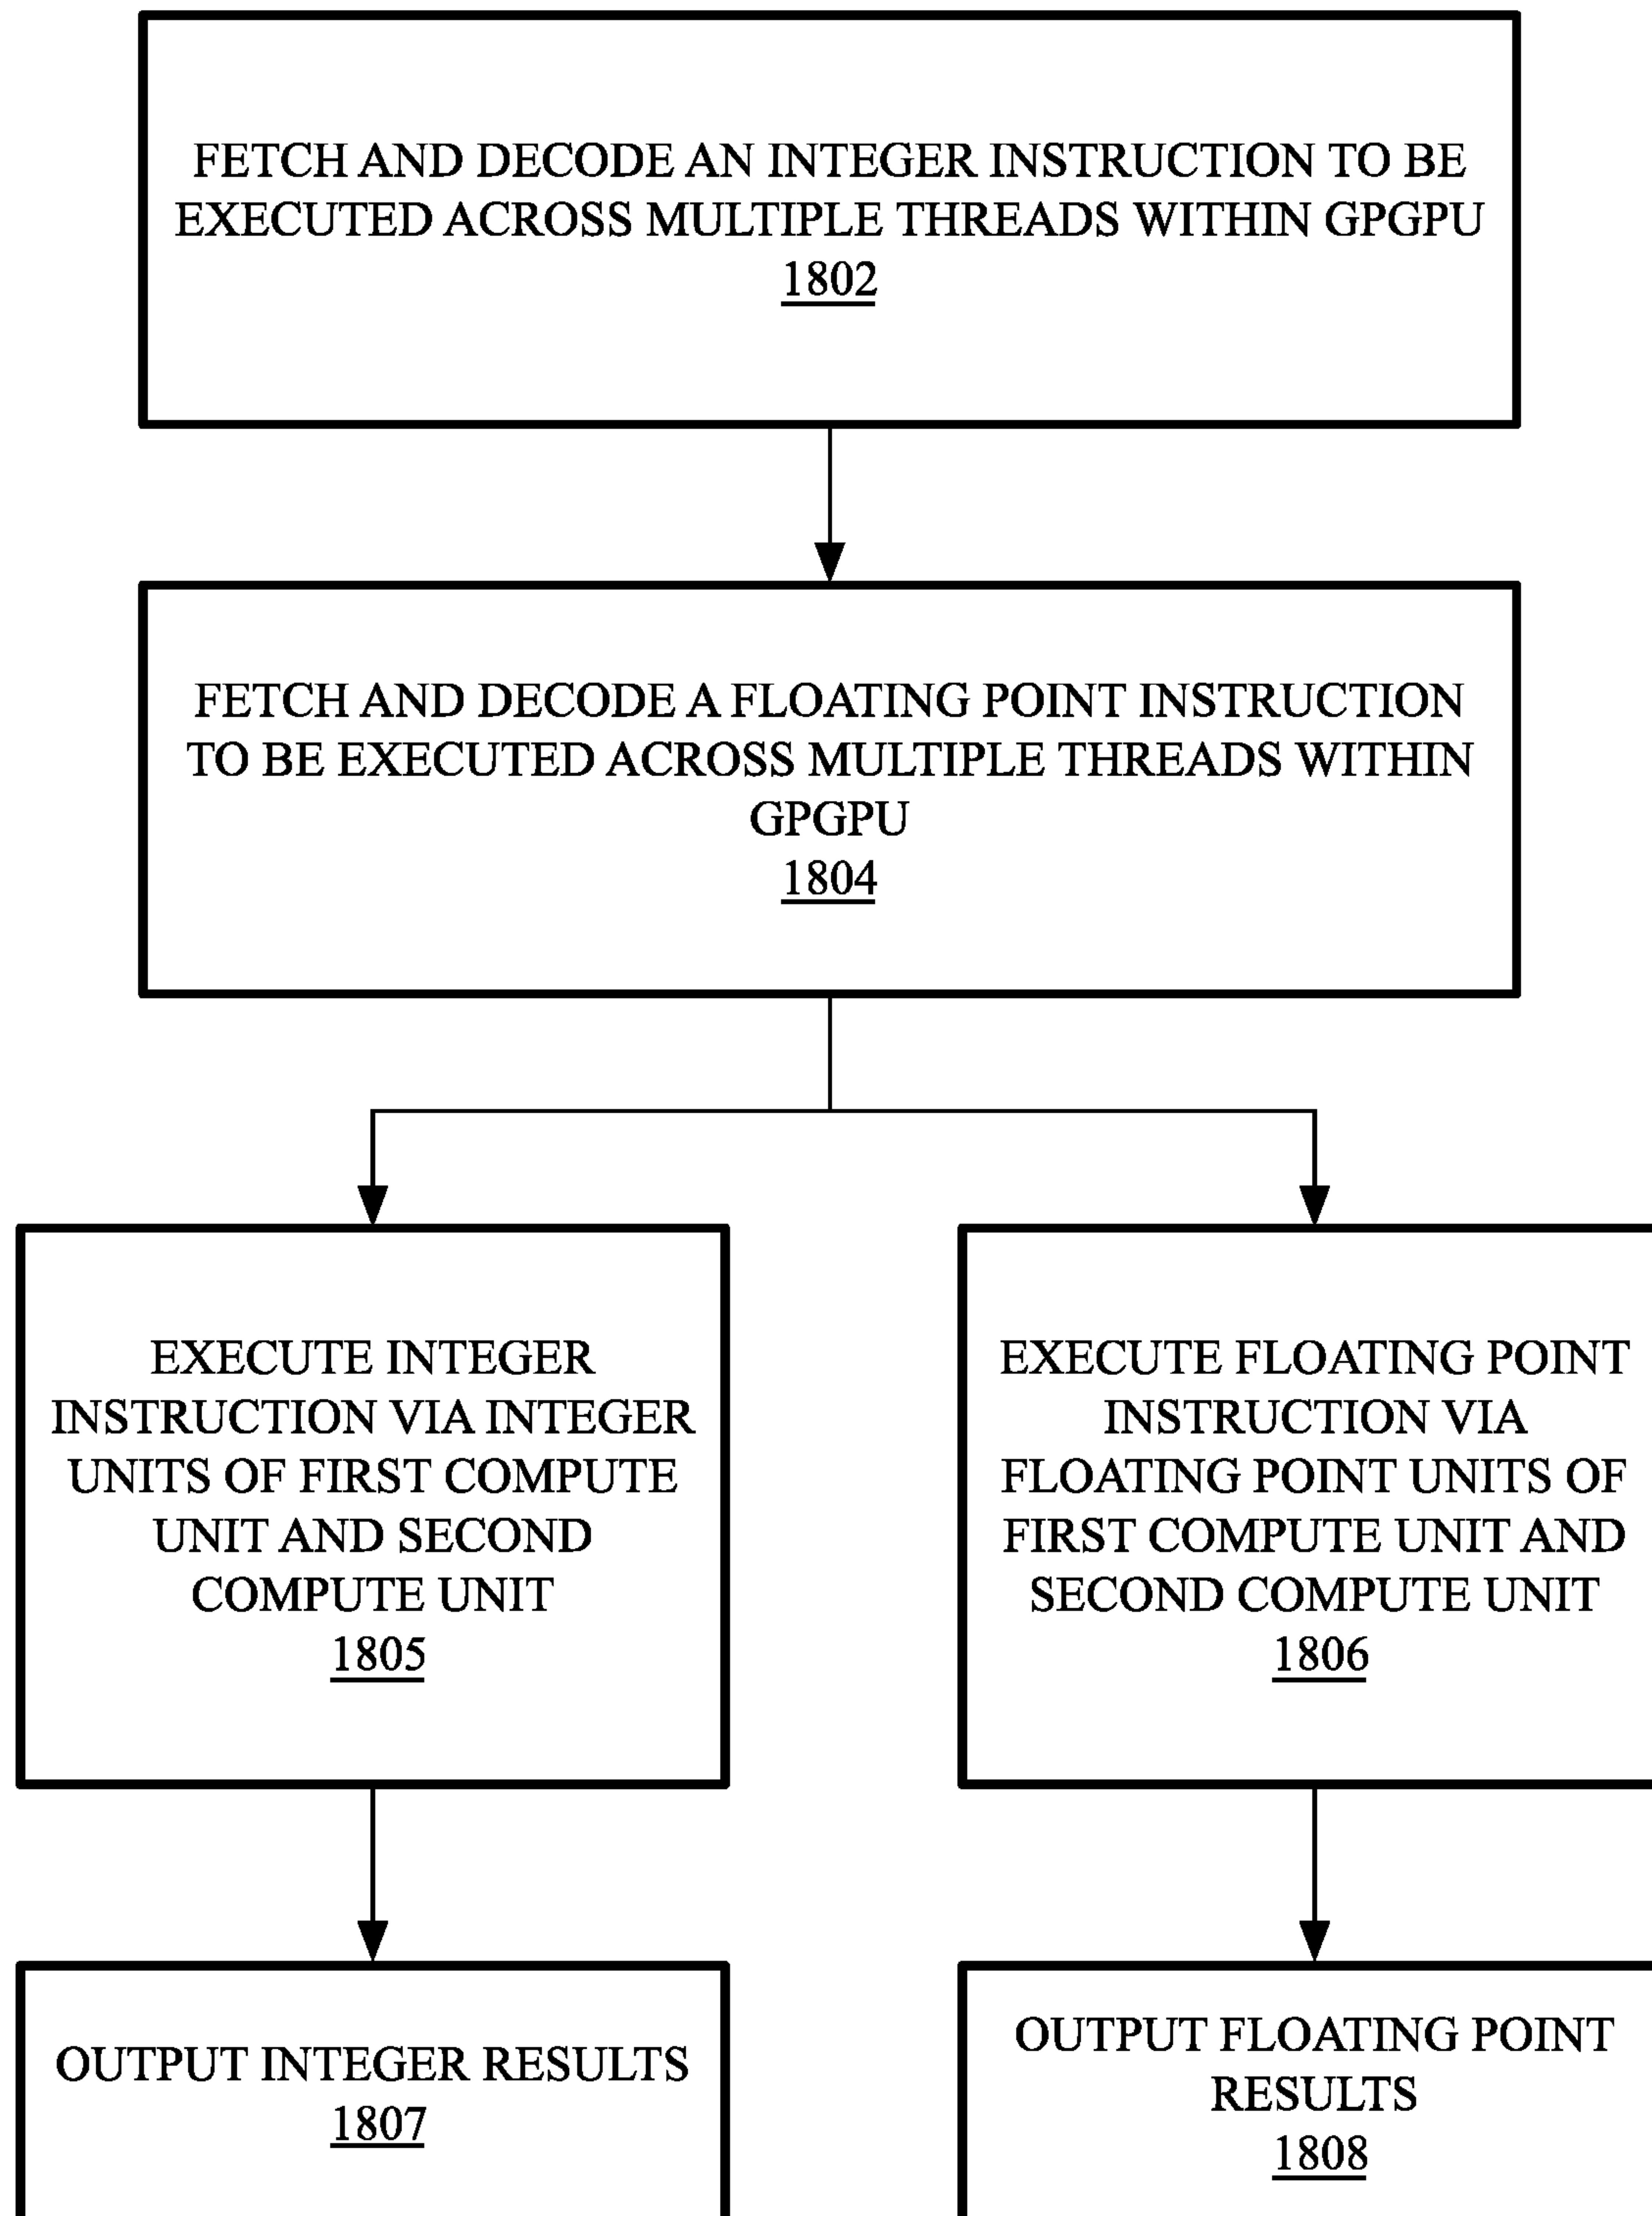 FETCH AND DECODE AN INTEGER INSTRUCTION TO BE
EXECUTED ACROSS MULTIPLE THREADS WITHIN GPGPU
1802
FETCH AND DECODE A FLOATING POINT INSTRUCTION
TO BE EXECUTED ACROSS MULTIPLE THREADS WITHIN
GPGPU
1804
EXECUTE INTEGER
INSTRUCTION VIA INTEGER
UNITS OF FIRST COMPUTE
UNIT AND SECOND
COMPUTE UNIT
1805
EXECUTE FLOATING POINT
INSTRUCTION VIA
FLOATING POINT UNITS OF
FIRST COMPUTE UNIT AND
SECOND COMPUTE UNIT
1806
OUTPUT INTEGER RESULTS
1807
OUTPUT FLOATING POINT
RESULTS
1808